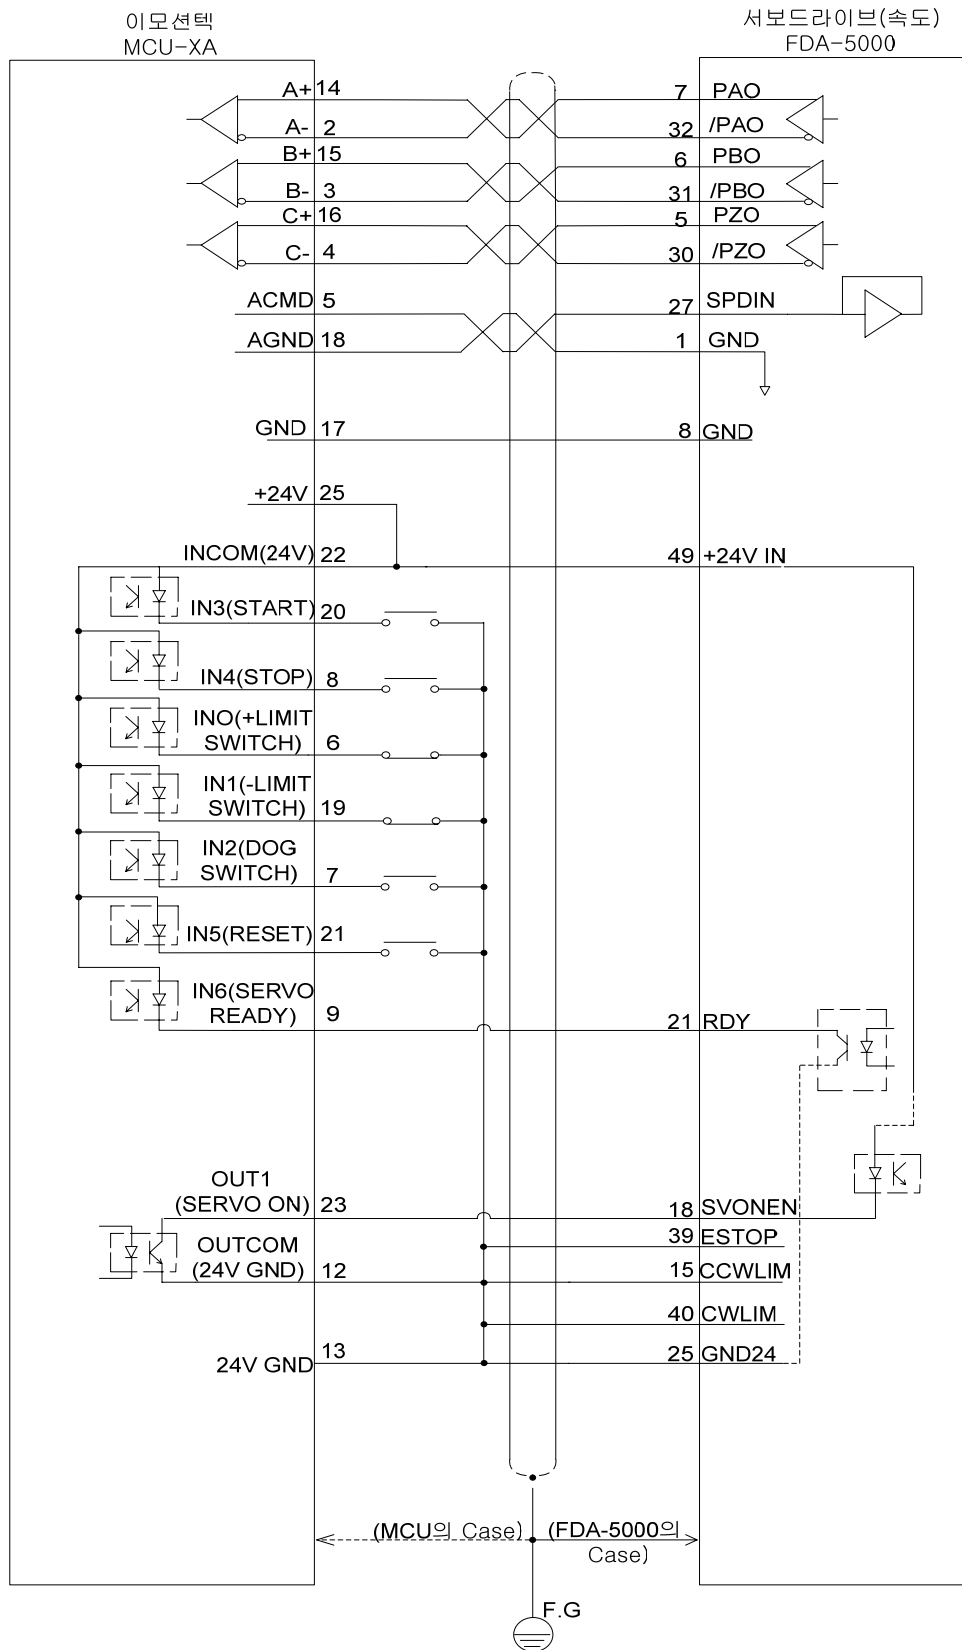 이모션텍
MCU-XA
서보드라이브(속도)
FDA-5000
A+ 14
7 PAO
A- 2
32 /PAO
B+ 15
6 PBO
B- 3
31 /PBO
C+ 16
5 PZO
C- 4
30 /PZO
ACMD 5
27 SPDIN
AGND 18
1 GND
GND 17
8 GND
+24V 25
INCOM(24V) 22
49 +24V IN
IN3(START) 20
IN4(STOP) 8
INO(+LIMIT
SWITCH) 6
IN1(-LIMIT
SWITCH) 19
IN2(DOG
SWITCH) 7
IN5(RESET) 21
IN6(SERVO
READY) 9
21 RDY
OUT1
(SERVO ON) 23
18 SVONEN
39 ESTOP
OUTCOM
(24V GND) 12
15 CCWLIM
40 CWLIM
24V GND 13
25 GND24
(MCU의 Case)
(FDA-5000의
Case)
F.G